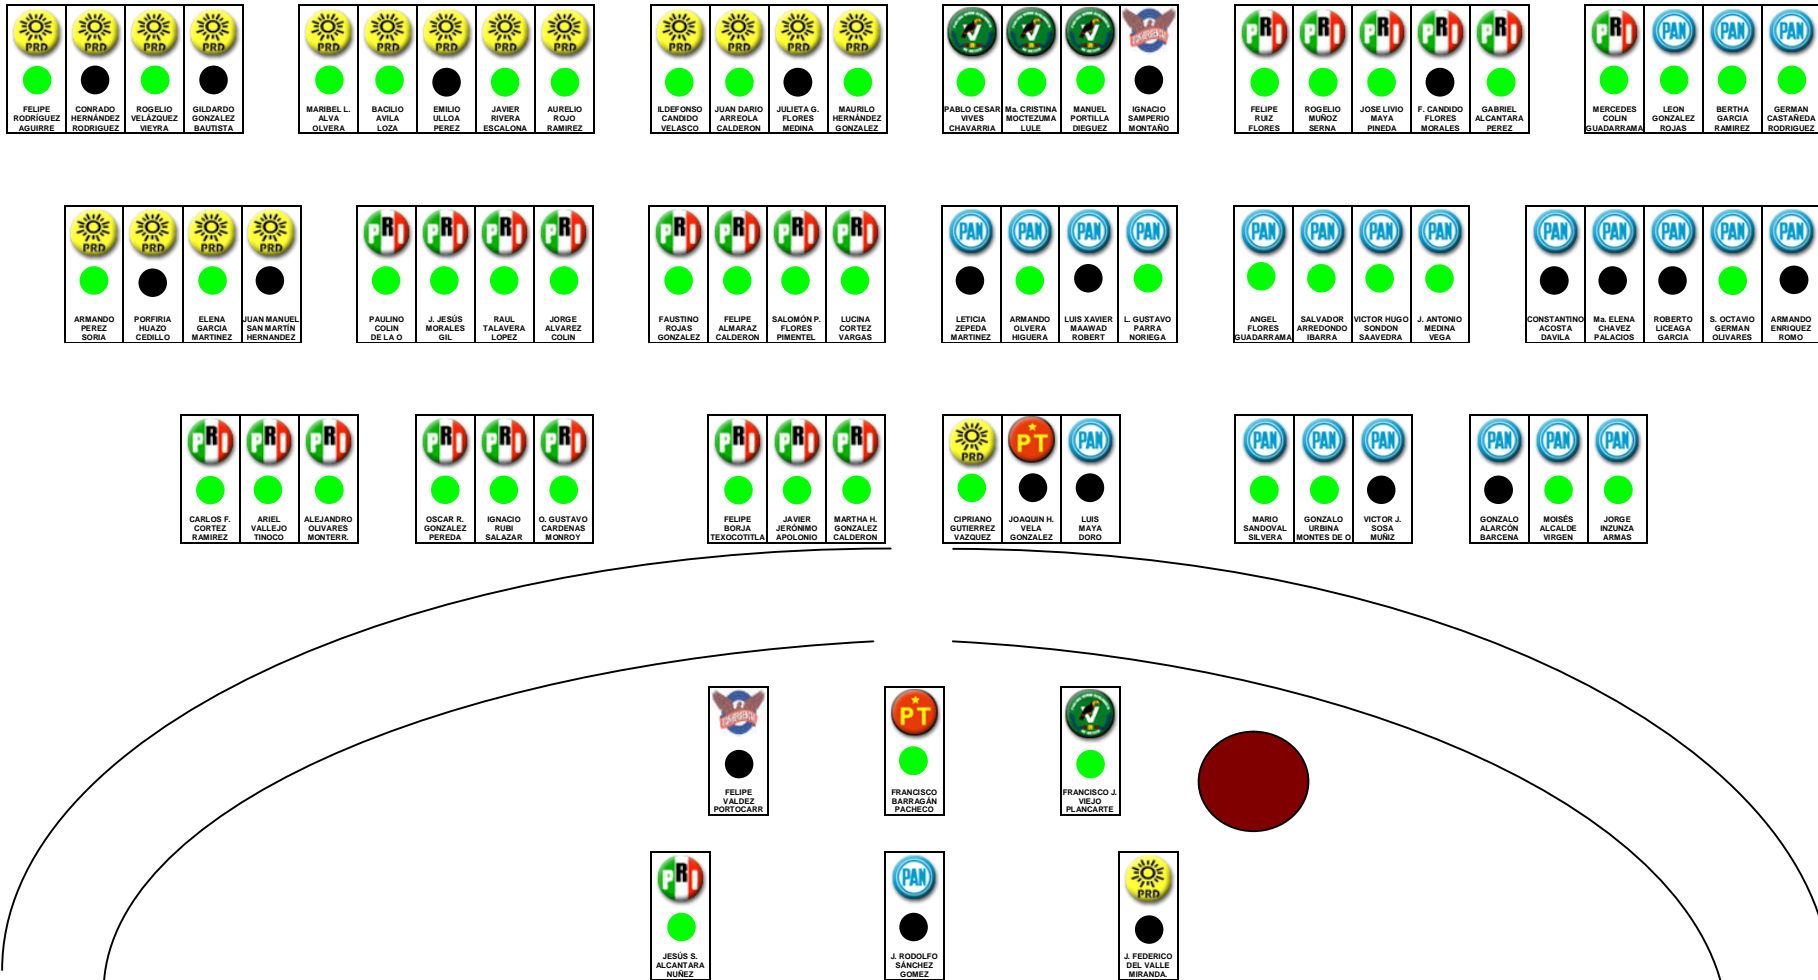 PRD PRD PRD PRD
FELIPE RODRÍGUEZ AGUIRRE
CONRADO HERNÁNDEZ RODRIGUEZ
ROGELIO VELÁZQUEZ VIEYRA
GILDARDO GONZALEZ BAUTISTA
PRD PRD PRD PRD PRD
MARIBEL L. ALVA OLVERA
BACILIO AVILA LOZA
EMILIO ULLOA PEREZ
JAVIER RIVERA ESCALONA
AURELIO ROJO RAMIREZ
PRD PRD PRD PRD
ILDEFONSO CANDIDO VELASCO
JUAN DARIO ARREOLA CALDERON
JULIETA G. FLORES MEDINA
MAURILO HERNÁNDEZ GONZALEZ
PABLO CESAR VIVES CHAVARRIA
Ma. CRISTINA MOCTEZUMA LULE
MANUEL PORTILLA DIEGUEZ
IGNACIO SAMPERIO MONTAÑO
PRI PRI PRI PRI PRI
FELIPE RUIZ FLORES
ROGELIO MUÑOZ SERNA
JOSE LIVIO MAYA PINEDA
F. CANDIDO FLORES MORALES
GABRIEL ALCANTARA PEREZ
PRI PAN PAN PAN
MERCEDES COLIN GUADARRAMA
LEON GONZALEZ ROJAS
BERTHA GARCIA RAMIREZ
GERMAN CASTAÑEDA RODRIGUEZ
PRD PRD PRD PRD
ARMANDO PEREZ SORIA
PORFIRIA HUAZO CEDILLO
ELENA GARCIA MARTINEZ
JUAN MANUEL SAN MARTÍN HERNANDEZ
PRI PRI PRI PRI
PAULINO COLIN DE LA O
J. JESÚS MORALES GIL
RAUL TALAVERA LOPEZ
JORGE ALVAREZ COLIN
PRI PRI PRI PRI
FAUSTINO ROJAS GONZALEZ
FELIPE ALMARAZ CALDERON
SALOMÓN P. FLORES PIMENTEL
LUCINA CORTEZ VARGAS
PAN PAN PAN PAN
LETICIA ZEPEDA MARTINEZ
ARMANDO OLVERA HIGUERA
LUIS XAVIER MAAWAD ROBERT
L. GUSTAVO PARRA NORIEGA
PAN PAN PAN PAN
ANGEL FLORES GUADARRAMA
SALVADOR ARREDONDO IBARRA
VICTOR HUGO SONDON SAAVEDRA
J. ANTONIO MEDINA VEGA
PAN PAN PAN PAN PAN
CONSTANTINO ACOSTA DAVILA
Ma. ELENA CHAVEZ PALACIOS
ROBERTO LICEAGA GARCIA
S. OCTAVIO GERMAN OLIVARES
ARMANDO ENRIQUEZ ROMO
PRI PRI PRI
CARLOS F. CORTEZ RAMIREZ
ARIEL VALLEJO TINOCO
ALEJANDRO OLIVARES MONTERR.
PRI PRI PRI
OSCAR R. GONZALEZ PEREDA
IGNACIO RUBI SALAZAR
O. GUSTAVO CARDENAS MONROY
PRI PRI PRI
FELIPE BORJA TEXOCOTITLA
JAVIER JERÓNIMO APOLONIO
MARTHA H. GONZALEZ CALDERON
PRD PT PAN
CIPRIANO GUTIERREZ VAZQUEZ
JOAQUIN H. VELA GONZALEZ
LUIS MAYA DORO
PAN PAN PAN
MARIO SANDOVAL SILVERA
GONZALO URBINA MONTES DE O
VICTOR J. SOSA MUÑIZ
PAN PAN PAN
GONZALO ALARCÓN BARCENA
MOISÉS ALCALDE VIRGEN
JORGE INZUNZA ARMAS
FELIPE VALDEZ PORTOCARR
PT
FRANCISCO BARRAGÁN PACHECO
FRANCISCO J. VIEJO PLANCARTE
PRI
JESÚS S. ALCANTARA NUÑEZ
PAN
J. RODOLFO SÁNCHEZ GOMEZ
PRD
J. FEDERICO DEL VALLE MIRANDA.